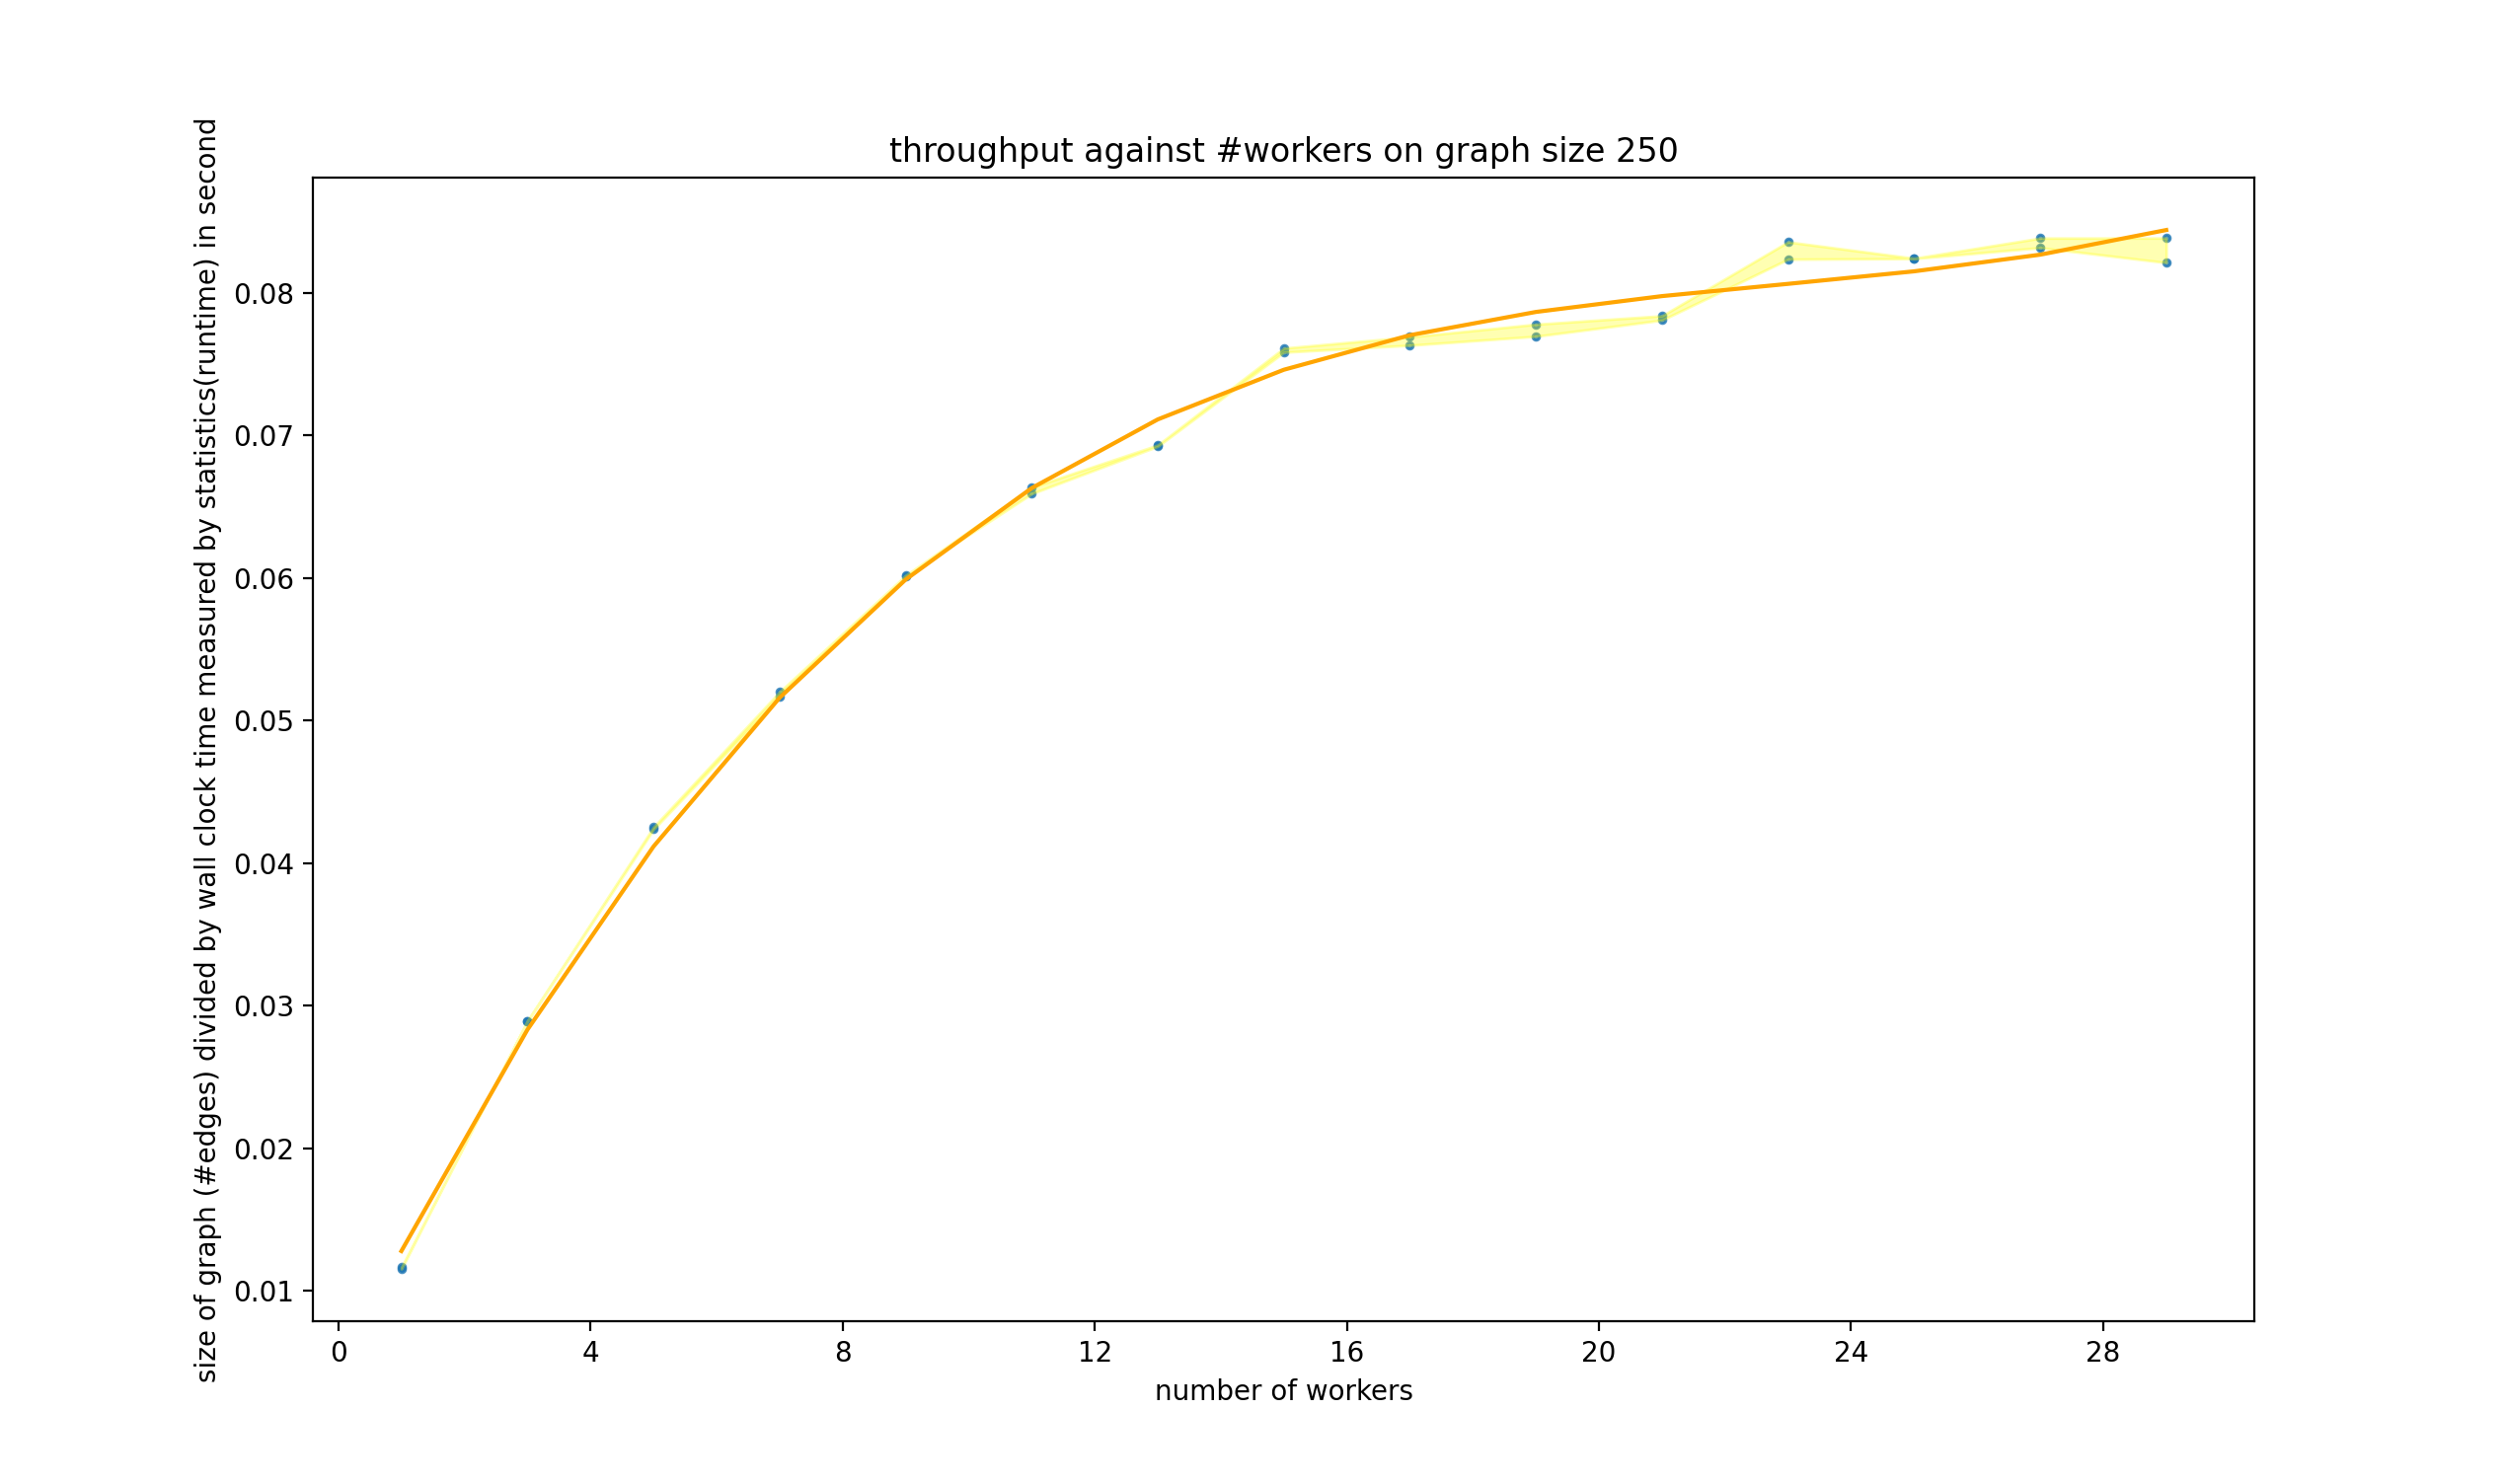 throughput against #workers on graph size 250
size of graph (#edges) divided by wall clock time measured by statistics(runtime) in second
0.08
0.07
0.06
0.05
0.04
0.03
0.02
0.01
0 4 8 12 16 20 24 28
number of workers